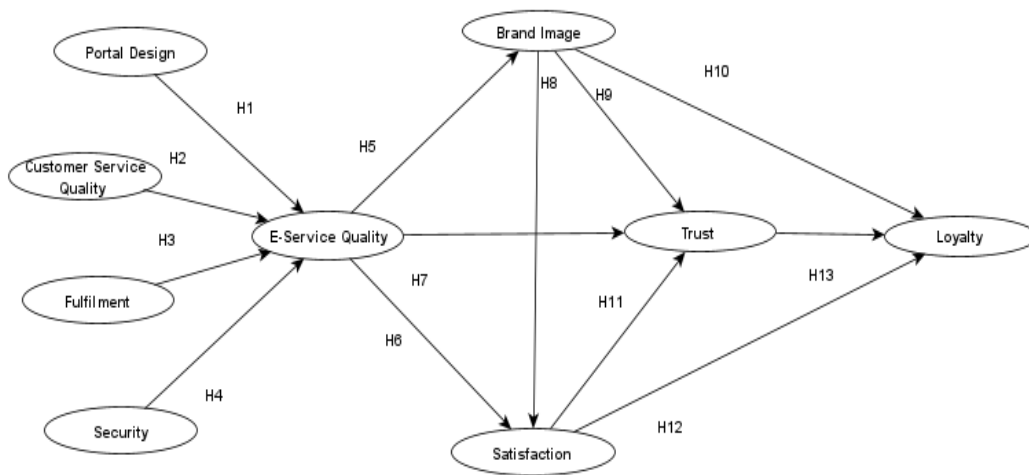 Brand Image
Portal Design
H10
H8
H9
H1
H5
H2
Customer Service
Quality
H3
E-Service Quality
Trust
Loyalty
H7
H13
Fulfilment
H11
H6
H4
H12
Security
Satisfaction